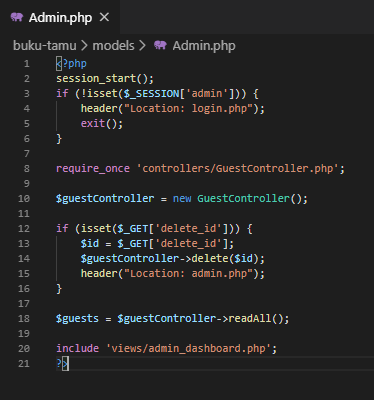 Admin.php
buku-tamu > models > Admin.php
1 <?php
2 session_start();
3 if (!isset($_SESSION['admin'])) {
4     header("Location: login.php");
5     exit();
6 }
7
8 require_once 'controllers/GuestController.php';
9
10 $guestController = new GuestController();
11
12 if (isset($_GET['delete_id'])) {
13     $id = $_GET['delete_id'];
14     $guestController->delete($id);
15     header("Location: admin.php");
16 }
17
18 $guests = $guestController->readAll();
19
20 include 'views/admin_dashboard.php';
21 ?>